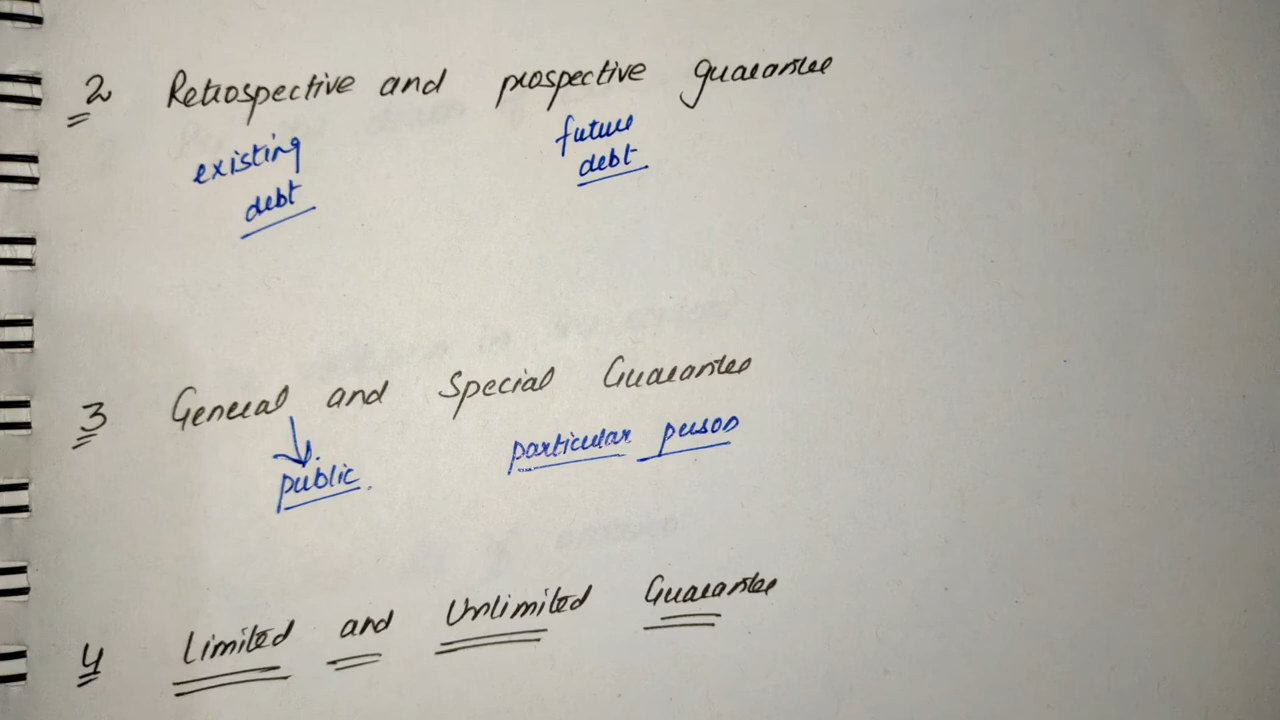 2 Retrospective and prospective guarantee
existing future
debt debt
3 General and Special Guarantee
public. particular person
4 Limited and Unlimited Guarantee